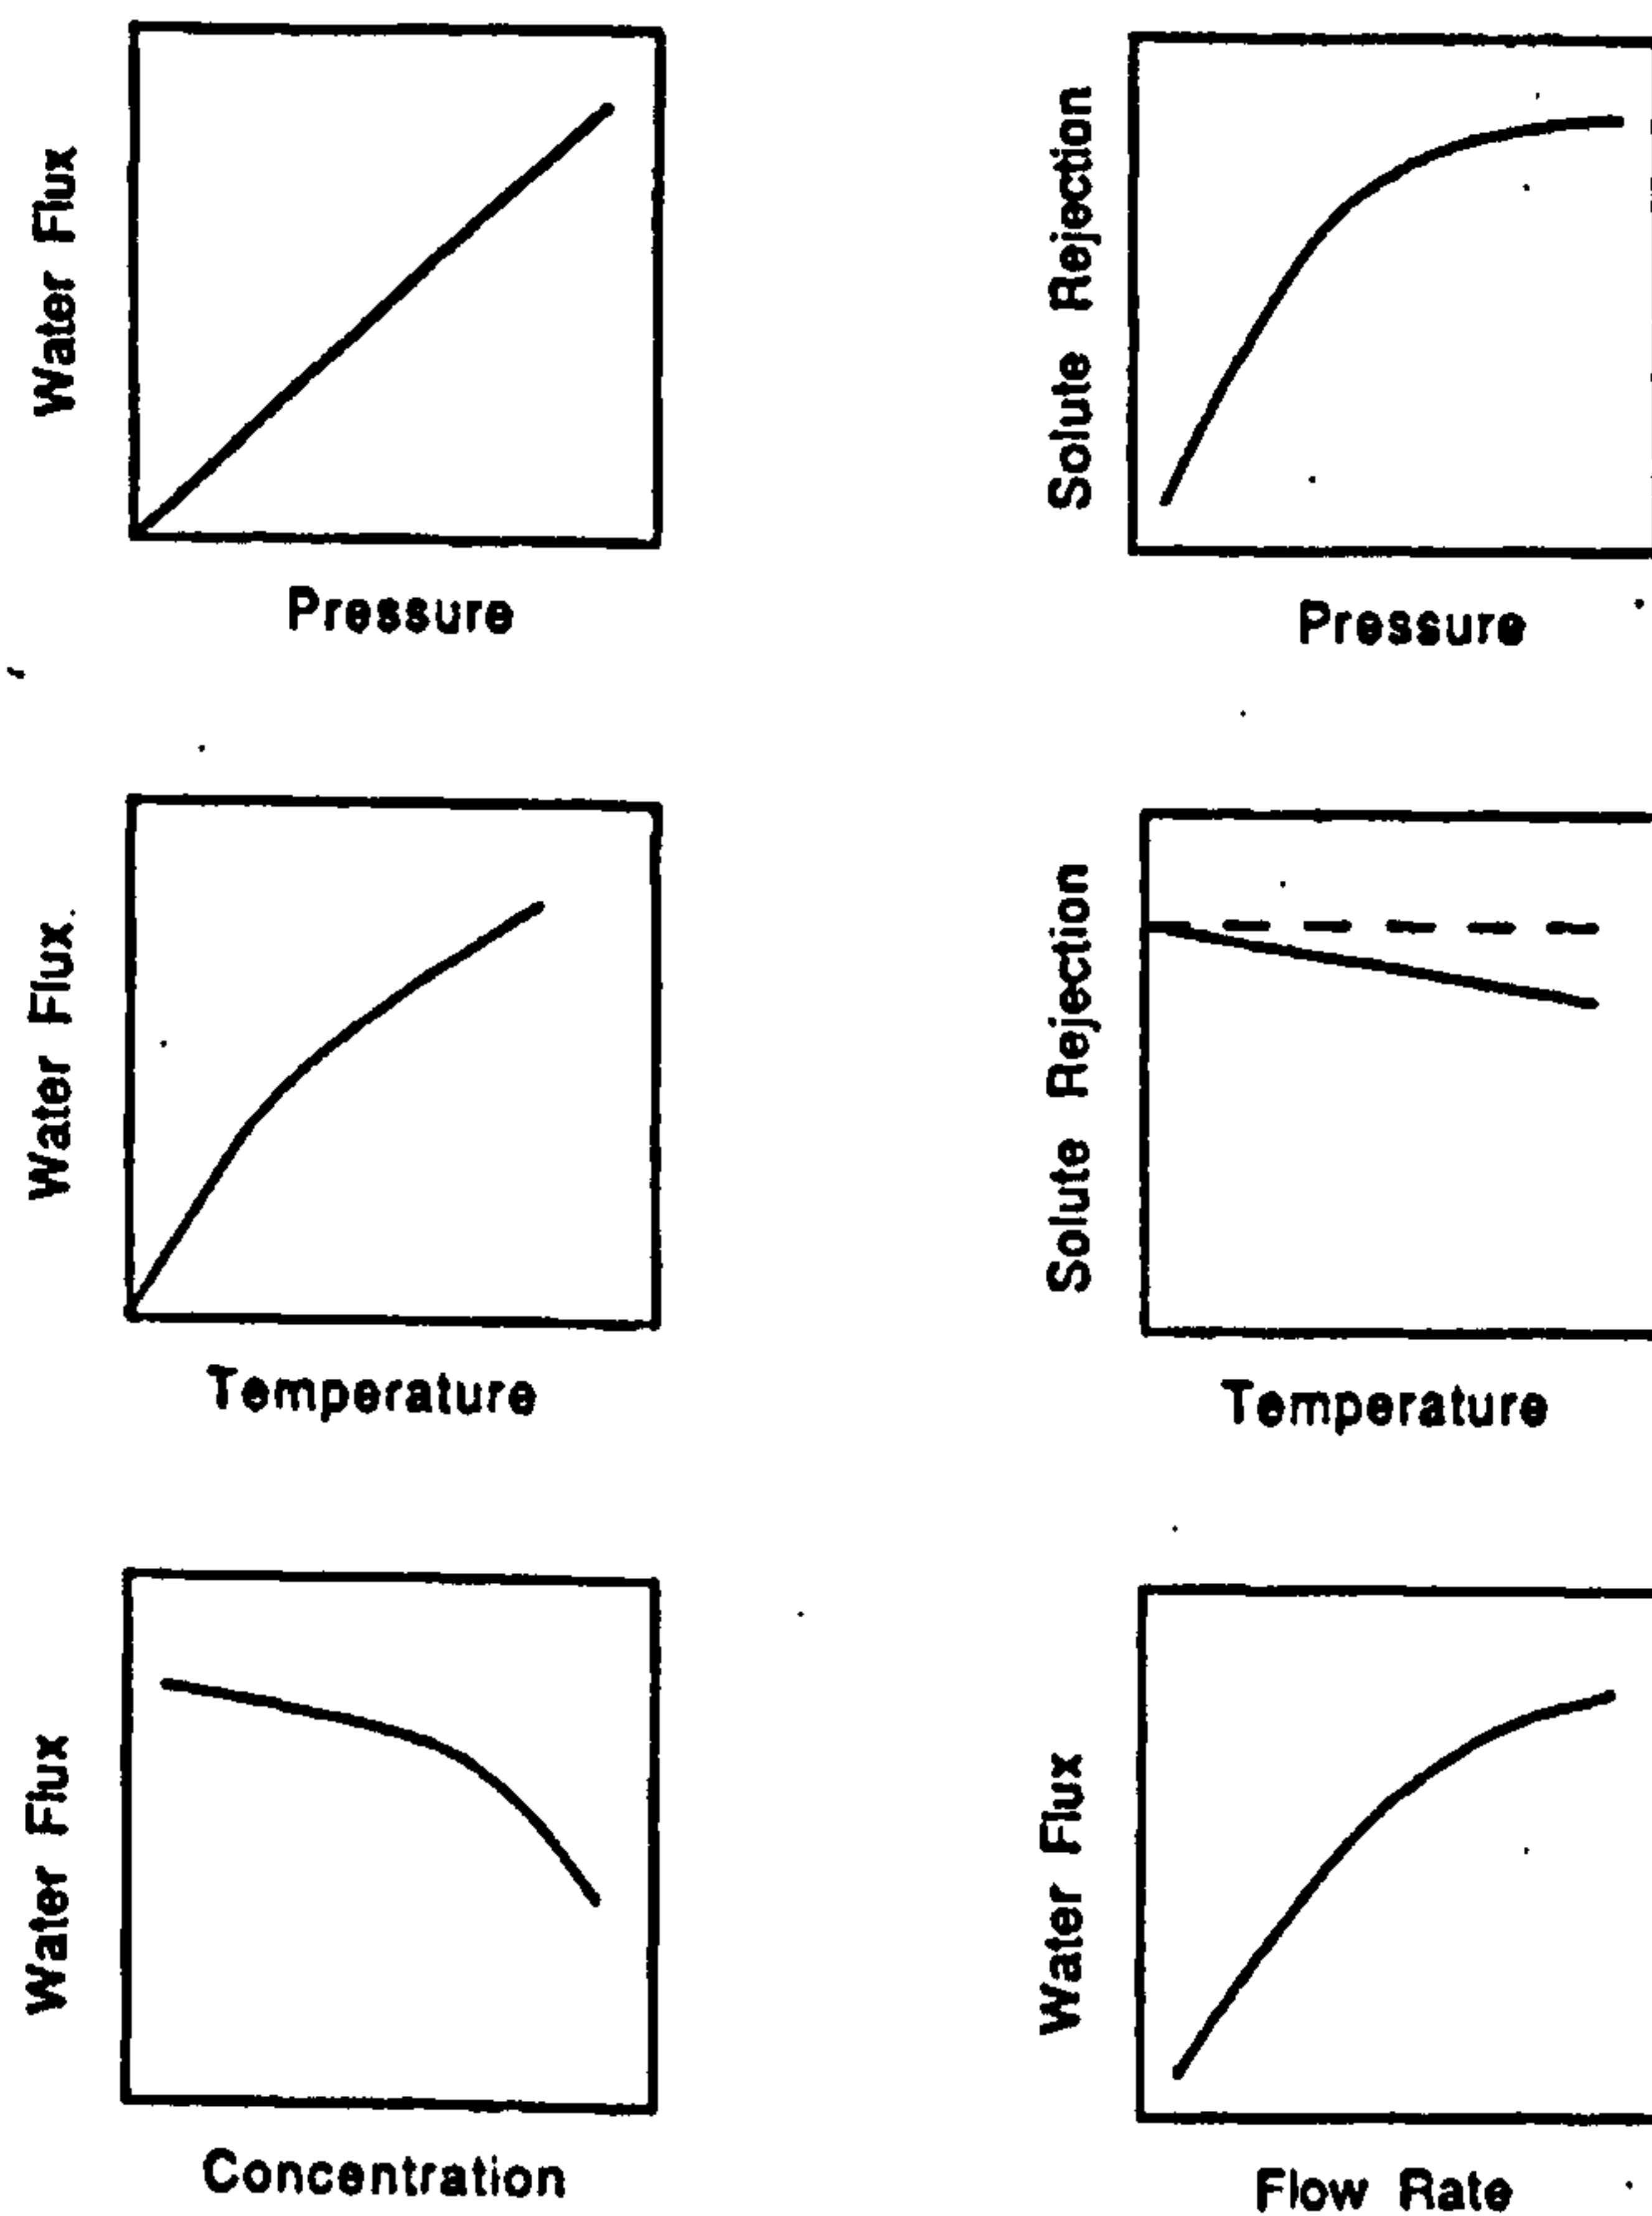 Water Flux
Pressure
Solute Rejection
Pressure
Water Flux
Temperature
Solute Rejection
Temperature
Water Flux
Concentration
Water Flux
Flow Rate